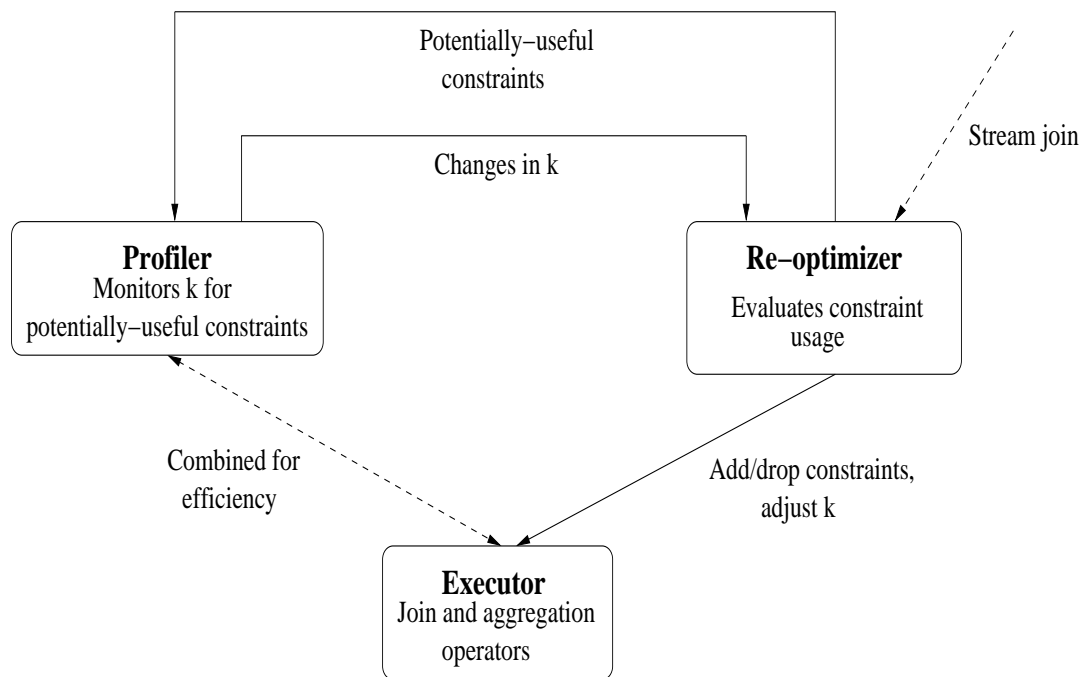 Potentially−useful
constraints
Stream join
Changes in k
Profiler
Monitors k for
potentially−useful constraints
Re−optimizer
Evaluates constraint
usage
Combined for
efficiency
Add/drop constraints,
adjust k
Executor
Join and aggregation
operators